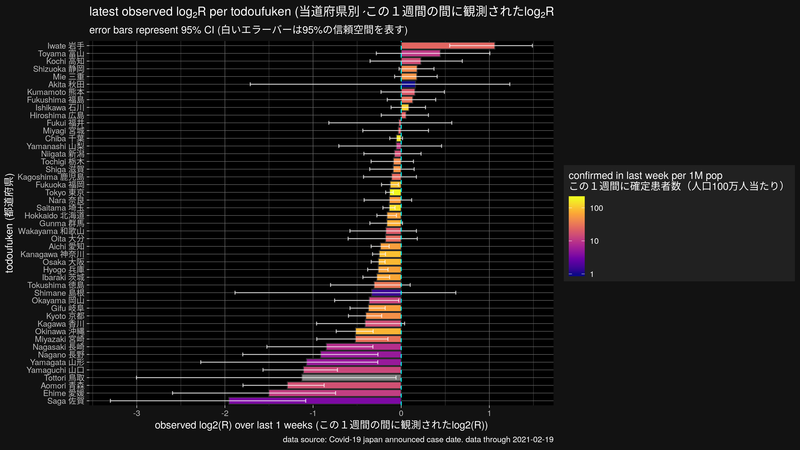 latest observed log₂R per todoufuken (当道府県別 この１週間の間に観測されたlog₂R
error bars represent 95% CI (白いエラーバーは95%の信頼空間を表す)
Iwate 岩手
Toyama 富山
Kochi 高知
Shizuoka 静岡
Mie 三重
Akita 秋田
Kumamoto 熊本
Fukushima 福島
Ishikawa 石川
Hiroshima 広島
Fukui 福井
Miyagi 宮城
Chiba 千葉
Yamanashi 山梨
Niigata 新潟
Tochigi 栃木
Shiga 滋賀
Kagoshima 鹿児島
Fukuoka 福岡
Tokyo 東京
Nara 奈良
Saitama 埼玉
Hokkaido 北海道
Gunma 群馬
Wakayama 和歌山
Oita 大分
Aichi 愛知
Kanagawa 神奈川
Osaka 大阪
Hyogo 兵庫
Ibaraki 茨城
Tokushima 徳島
Shimane 島根
Okayama 岡山
Gifu 岐阜
Kyoto 京都
Kagawa 香川
Okinawa 沖縄
Miyazaki 宮崎
Nagasaki 長崎
Nagano 長野
Yamagata 山形
Yamaguchi 山口
Tottori 鳥取
Aomori 青森
Ehime 愛媛
Saga 佐賀
todoufuken (都道府県)
-3 -2 -1 0 1
observed log2(R) over last 1 weeks (この１週間の間に観測されたlog2(R))
data source: Covid-19 japan announced case date. data through 2021-02-19
confirmed in last week per 1M pop
この１週間に確定患者数（人口100万人当たり）
100
10
1